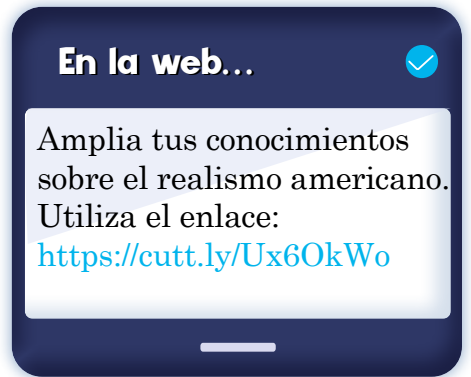 En la web...
Amplia tus conocimientos
sobre el realismo americano.
Utiliza el enlace:
https://cutt.ly/Ux6OkWo